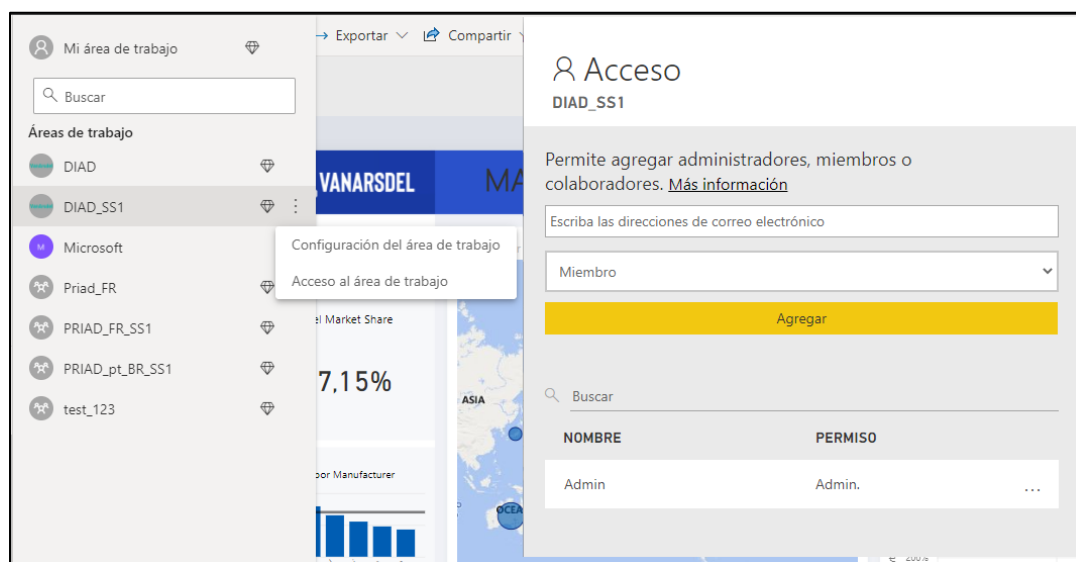 Mi área de trabajo
Buscar
Áreas de trabajo
DIAD
DIAD_SS1
Microsoft
M
Priad_FR
PRIAD_FR_SS1
PRIAD_pt_BR_SS1
test_123
Exportar
Compartir
VANARSDEL
MA
Configuración del área de trabajo
Acceso al área de trabajo
Market Share
7,15%
ASIA
por Manufacturer
OCEA
Acceso
DIAD_SS1
Permite agregar administradores, miembros o
colaboradores. Más información
Escriba las direcciones de correo electrónico
Miembro
Agregar
Buscar
NOMBRE PERMISO
Admin Admin. ...
200%